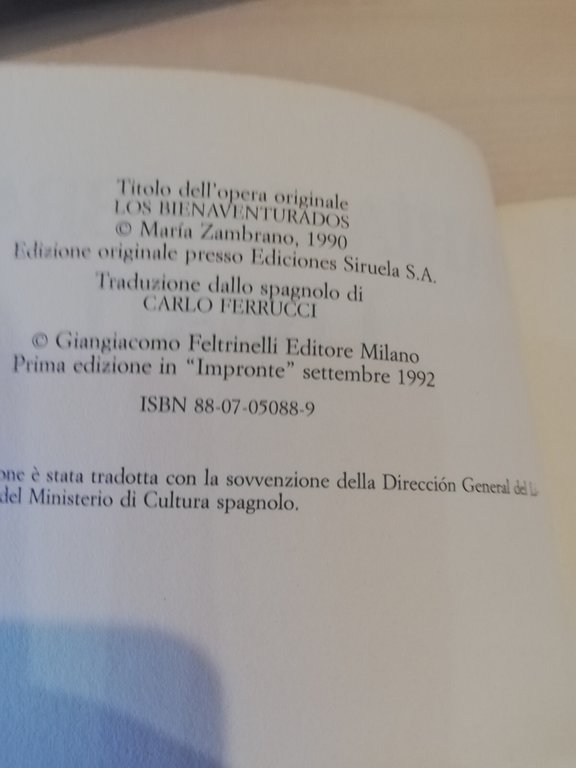 Titolo dell'opera originale
LOS BIENAVENTURADOS
© María Zambrano, 1990
Edizione originale presso Ediciones Siruela S.A.
Traduzione dallo spagnolo di
CARLO FERRUCCI
© Giangiacomo Feltrinelli Editore Milano
Prima edizione in "Impronte" settembre 1992
ISBN 88-07-05088-9
one è stata tradotta con la sovvenzione della Dirección General del Li-
del Ministerio di Cultura spagnolo.